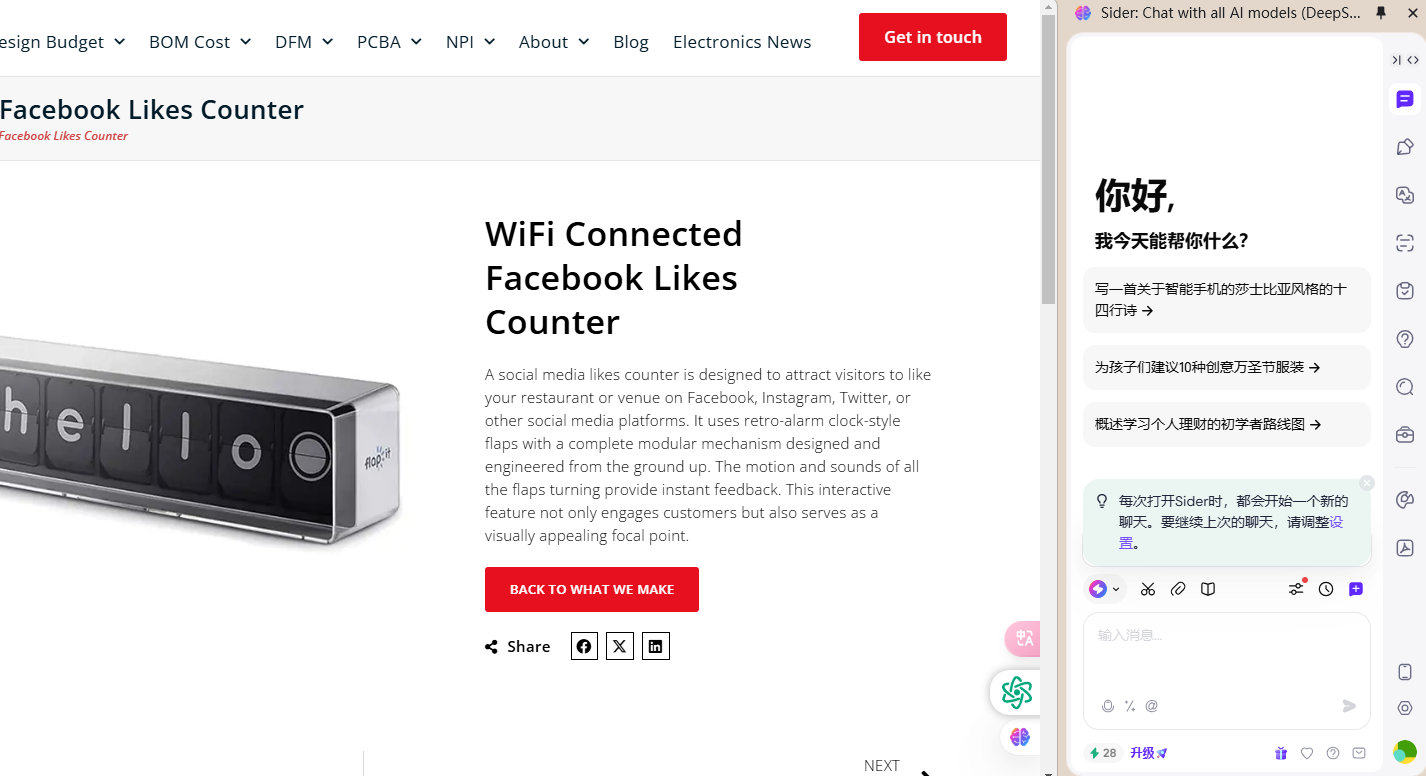 esign Budget
BOM Cost
DFM
PCBA
NPI
About
Blog
Electronics News
Get in touch
Facebook Likes Counter
Facebook Likes Counter
hello
flap it
WiFi Connected
Facebook Likes
Counter
A social media likes counter is designed to attract visitors to like
your restaurant or venue on Facebook, Instagram, Twitter, or
other social media platforms. It uses retro-alarm clock-style
flaps with a complete modular mechanism designed and
engineered from the ground up. The motion and sounds of all
the flaps turning provide instant feedback. This interactive
feature not only engages customers but also serves as a
visually appealing focal point.
BACK TO WHAT WE MAKE
Share
NEXT
Sider: Chat with all AI models (DeepS...
你好,
我今天能帮你什么?
写一首关于智能手机的莎士比亚风格的十
四行诗 →
为孩子们建议10种创意万圣节服装 →
概述学习个人理财的初学者路线图 →
每次打开Sider时，都会开始一个新的
聊天。要继续上次的聊天，请调整设
置。
输入消息...
28
升级